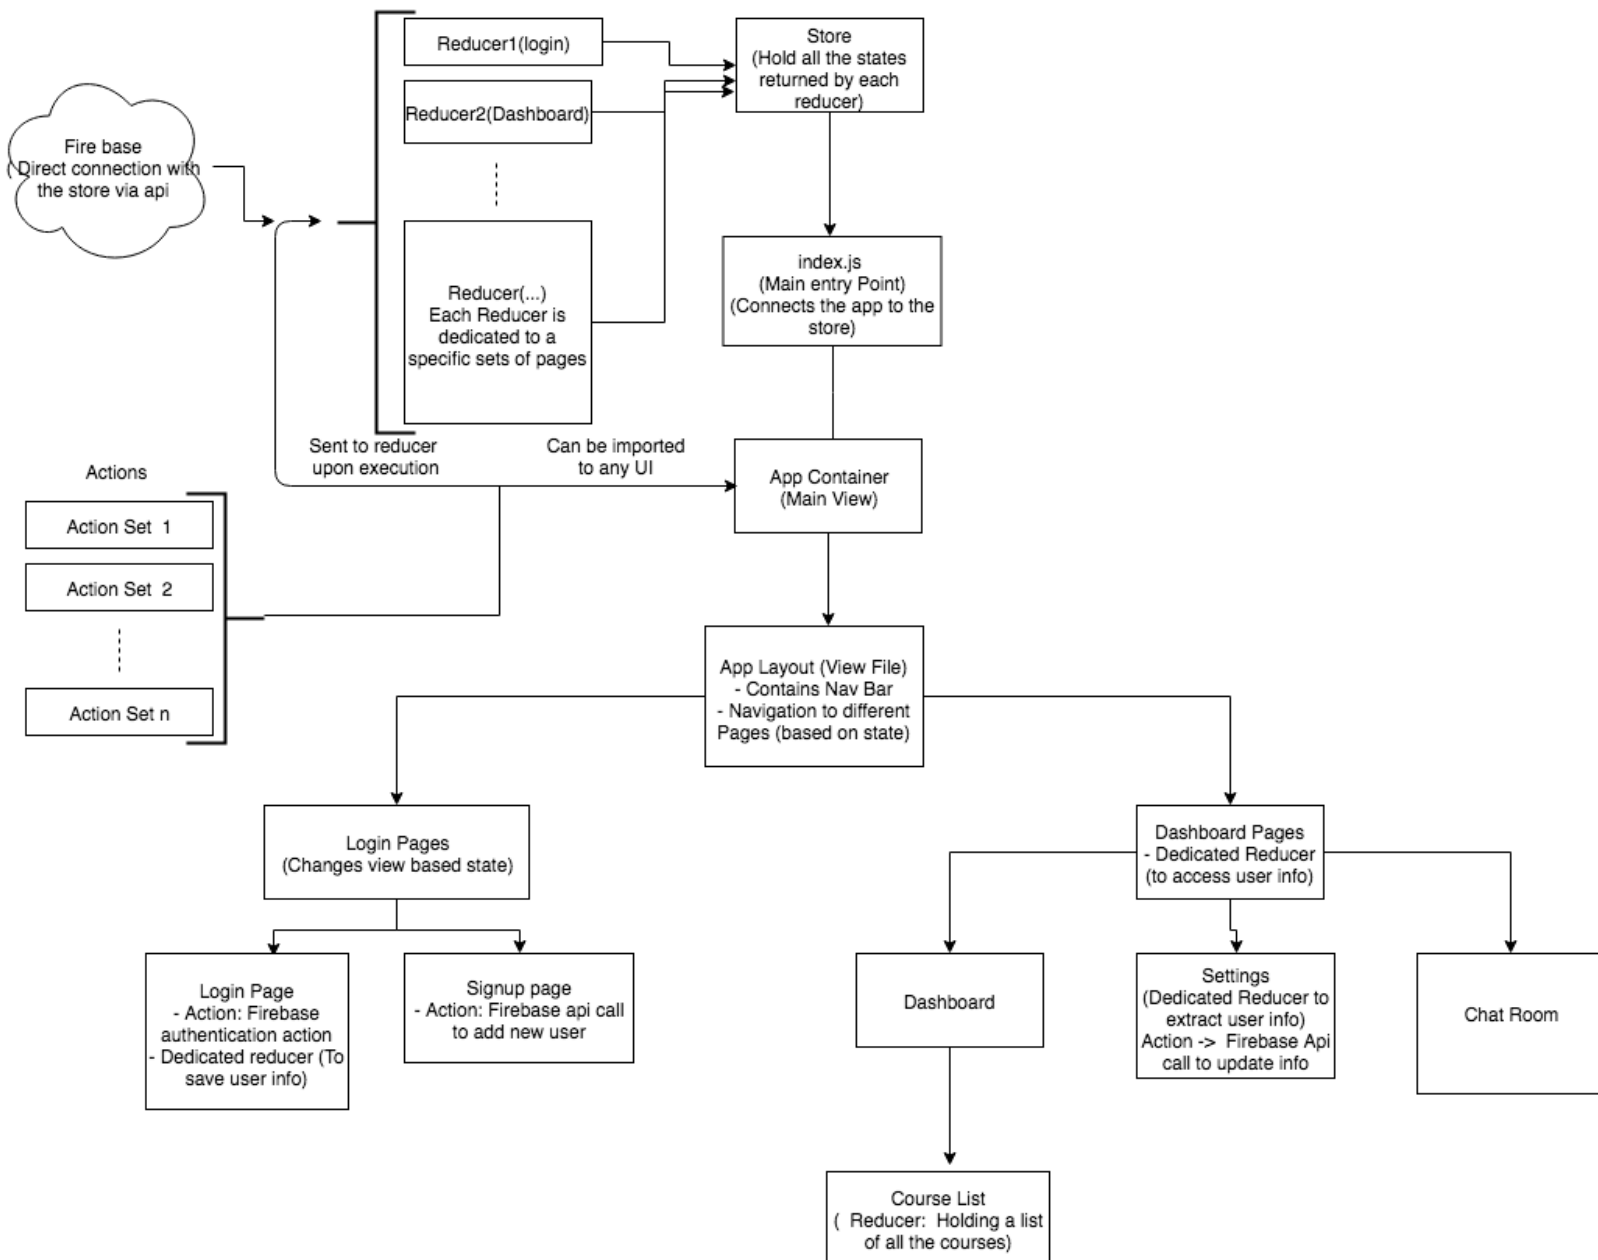 Reducer1(login)
Store
(Hold all the states
returned by each
reducer)
Reducer2(Dashboard)
Fire base
( Direct connection with
the store via api
Reducer(...)
Each Reducer is
dedicated to a
specific sets of pages
index.js
(Main entry Point)
(Connects the app to the
store)
Sent to reducer
upon execution
Can be imported
to any UI
Actions
Action Set 1
Action Set 2
Action Set n
App Container
(Main View)
App Layout (View File)
- Contains Nav Bar
- Navigation to different
Pages (based on state)
Login Pages
(Changes view based state)
Dashboard Pages
- Dedicated Reducer
(to access user info)
Login Page
- Action: Firebase
authentication action
- Dedicated reducer (To
save user info)
Signup page
- Action: Firebase api call
to add new user
Dashboard
Settings
(Dedicated Reducer to
extract user info)
Action -> Firebase Api
call to update info
Chat Room
Course List
( Reducer: Holding a list
of all the courses)